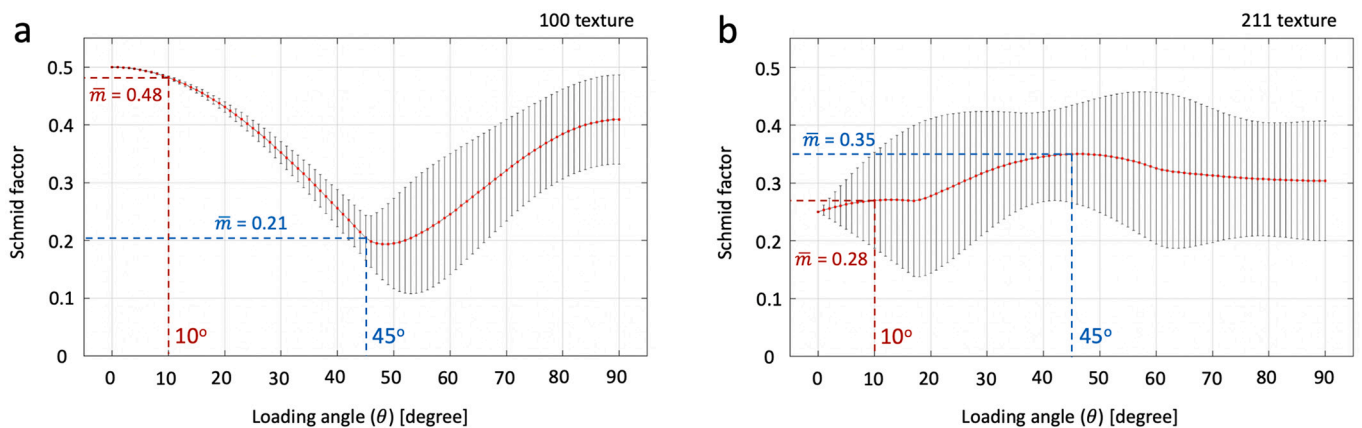 a
100 texture
Schmid factor
0.5
0.4
0.3
0.2
0.1
0
m̅ = 0.48
m̅ = 0.21
10°
45°
0 10 20 30 40 50 60 70 80 90
Loading angle (θ) [degree]
b
211 texture
Schmid factor
0.5
0.4
0.3
0.2
0.1
0
m̅ = 0.35
m̅ = 0.28
10°
45°
0 10 20 30 40 50 60 70 80 90
Loading angle (θ) [degree]